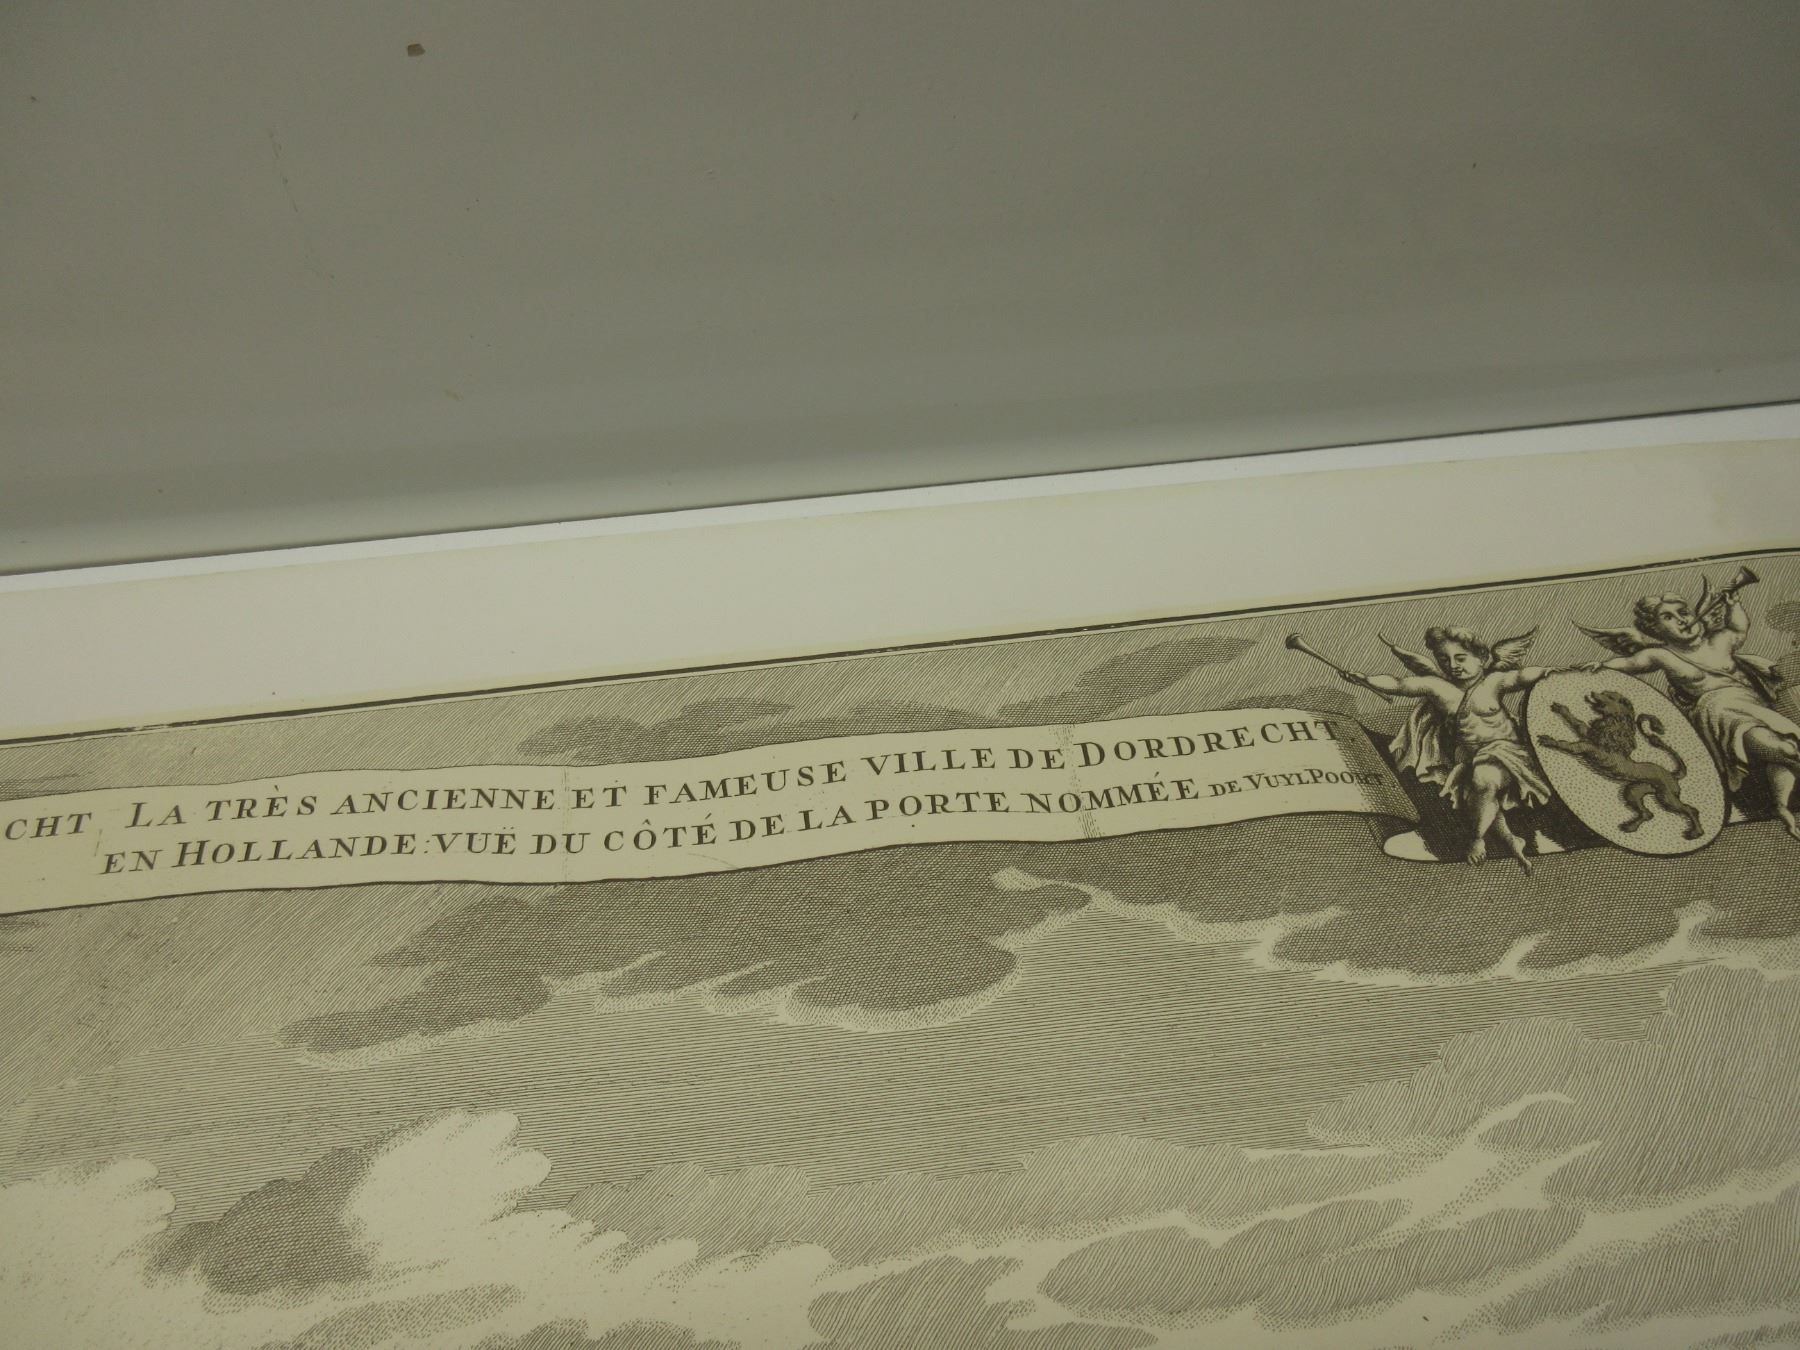 CHT LA TRÈS ANCIENNE ET FAMEUSE VILLE DE DORDRECHT,
EN HOLLANDE: VUË DU CÔTÉ DE LA PORTE NOMMÉE DE VUYLPOORT.